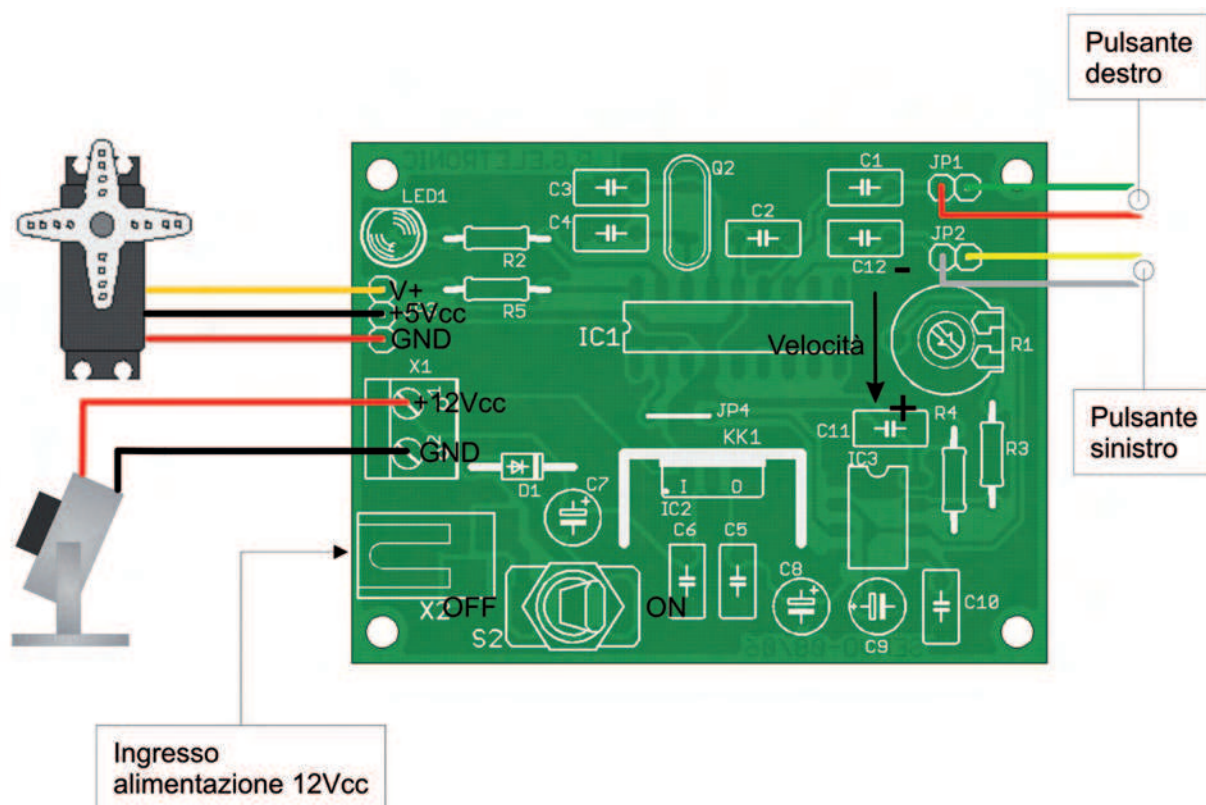 Pulsante
destro
P.G.ELETRONIC
LED1
C3
Q2
C1
JP1
C4
C2
R2
C12
JP2
-
V+
R5
+5Vcc
GND
IC1
Velocità
R1
X1
+12Vcc
JP4
+
C11
R4
Pulsante
sinistro
GND
KK1
IC3
R3
D1
C7
I O
IC2
C6 C5
C8
C10
X2 OFF ON
S2
C9
Ingresso
alimentazione 12Vcc